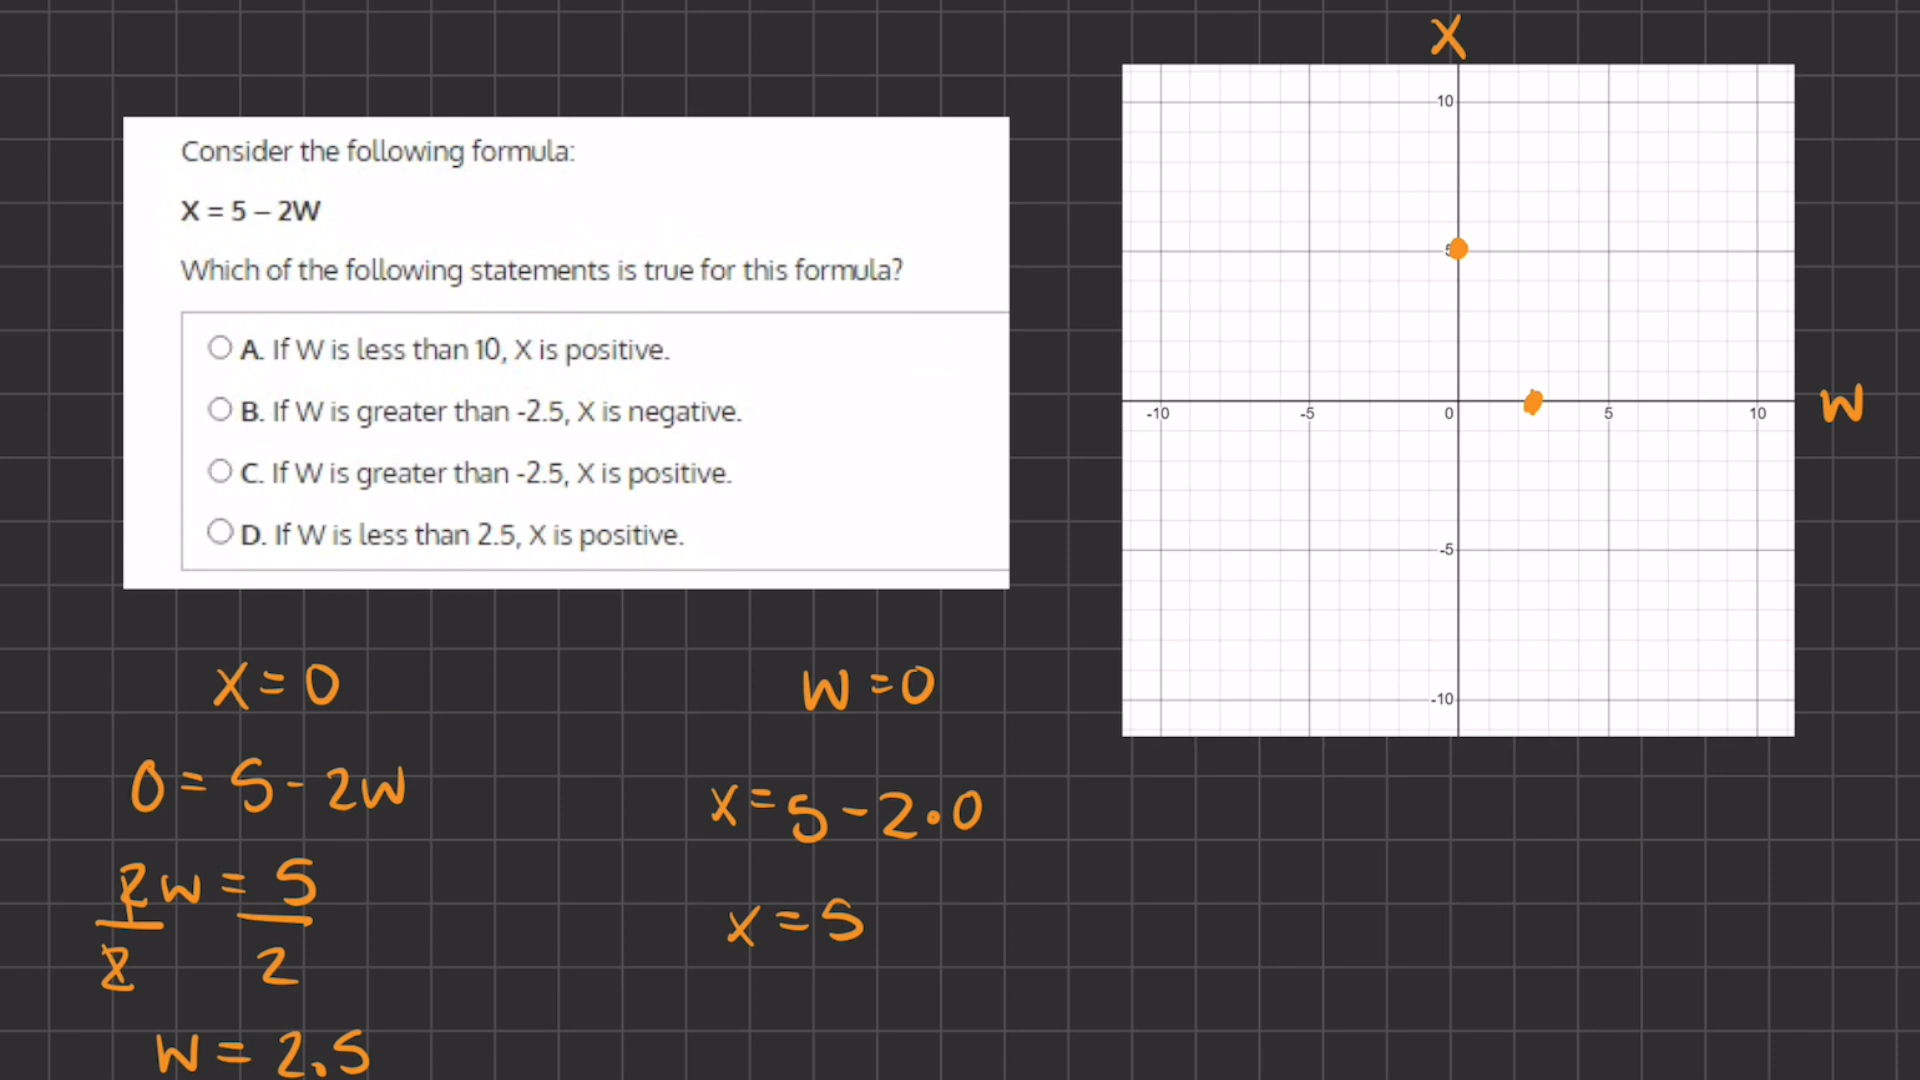 Consider the following formula:
X = 5 – 2W
Which of the following statements is true for this formula?
A. If W is less than 10, X is positive.
B. If W is greater than -2.5, X is negative.
C. If W is greater than -2.5, X is positive.
D. If W is less than 2.5, X is positive.
X
10
5
-10 -5 0 5 10
W
-5
-10
X = 0
0 = 5 - 2W
2W = 5
2 2
W = 2.5
W = 0
X = 5 - 2 • 0
X = 5